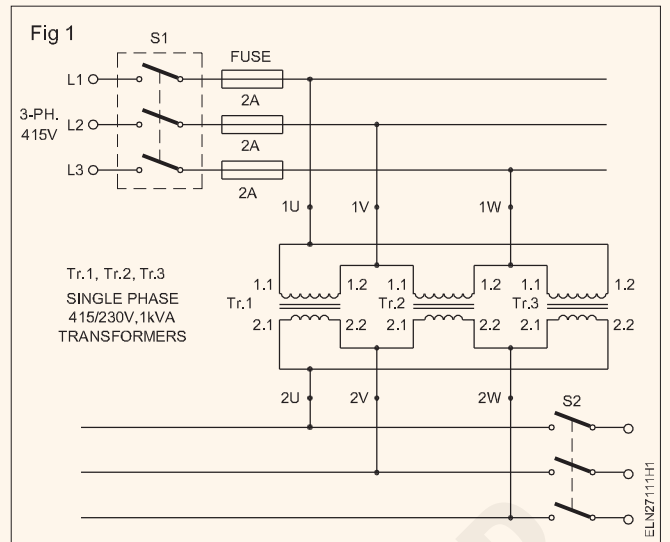 Fig 1
S1
FUSE
L1
2A
3-PH.
415V
L2
2A
L3
2A
1U
1V
1W
Tr.1, Tr.2, Tr.3
SINGLE PHASE
415/230V,1kVA
TRANSFORMERS
1.1
1.2
1.1
1.2
1.1
1.2
Tr.1
Tr.2
Tr.3
2.1
2.2
2.1
2.2
2.1
2.2
2U
2V
2W
S2
ELN27111H1